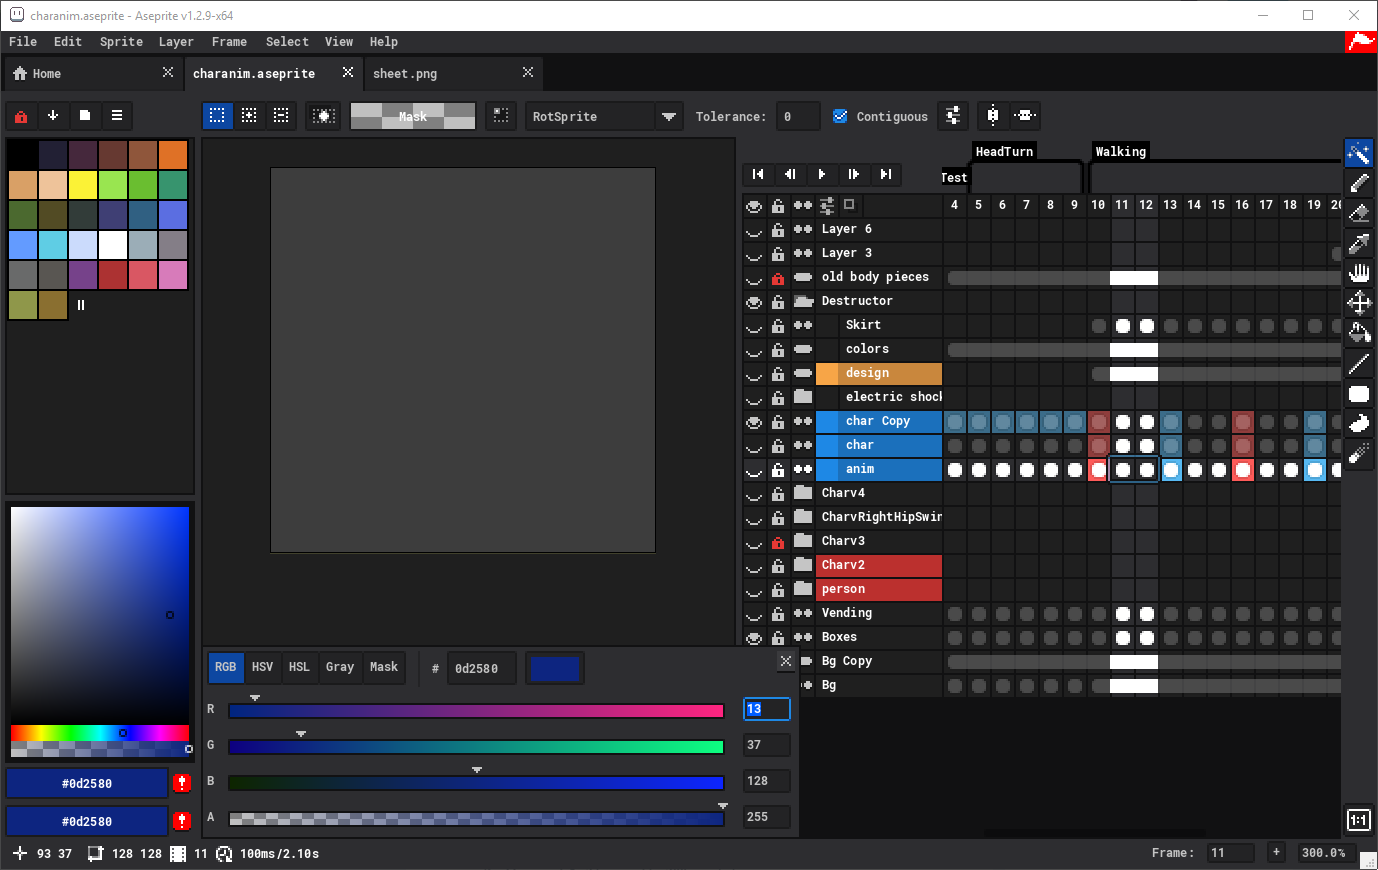 charanim.aseprite - Aseprite v1.2.9-x64
File Edit Sprite Layer Frame Select View Help
Home charanim.aseprite sheet.png
Mask RotSprite Tolerance: 0 Contiguous
HeadTurn Walking
Test
4 5 6 7 8 9 10 11 12 13 14 15 16 17 18 19 20
Layer 6
Layer 3
old body pieces
Destructor
Skirt
colors
design
electric shock
char Copy
char
anim
Charv4
CharvRightHipSwin
Charv3
Charv2
person
Vending
Boxes
Bg Copy
Bg
RGB HSV HSL Gray Mask # 0d2580
R 13
G 37
B 128
A 255
#0d2580
#0d2580
93 37 128 128 11 100ms/2.10s
Frame: 11 + 300.0%
1:1